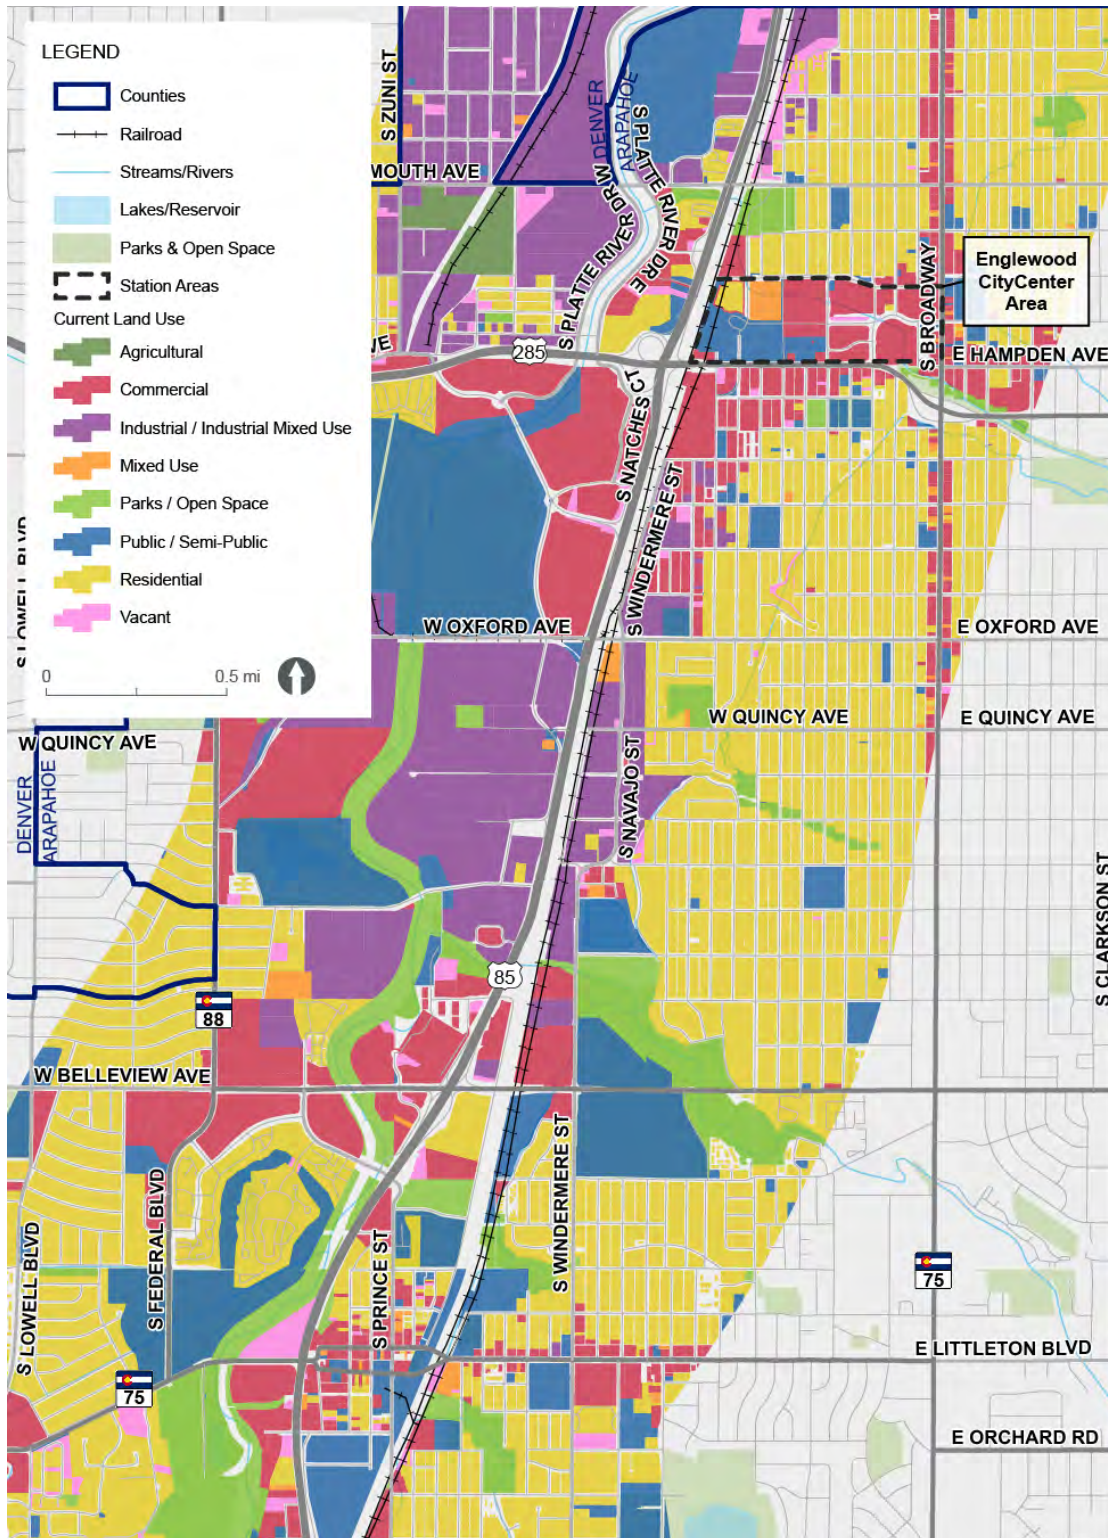 LEGEND
Counties
Railroad
Streams/Rivers
Lakes/Reservoir
Parks & Open Space
Station Areas
Current Land Use
Agricultural
Commercial
Industrial / Industrial Mixed Use
Mixed Use
Parks / Open Space
Public / Semi-Public
Residential
Vacant
0
0.5 mi
S ZUNI ST
MOUTH AVE
DENVER
ARAPAHOE
S PLATTE RIVER DR W
S PLATTE RIVER DR E
S BROADWAY
Englewood
CityCenter
Area
VE
285
E HAMPDEN AVE
S NATCHES CT
S WINDERMERE ST
S LOWELL BLVD
W OXFORD AVE
E OXFORD AVE
W QUINCY AVE
W QUINCY AVE
E QUINCY AVE
DENVER
ARAPAHOE
S NAVAJO ST
S CLARKSON ST
85
88
W BELLEVIEW AVE
S WINDERMERE ST
S FEDERAL BLVD
S LOWELL BLVD
S PRINCE ST
75
E LITTLETON BLVD
75
E ORCHARD RD